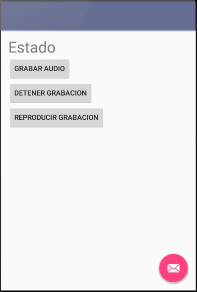 Estado
GRABAR AUDIO
DETENER GRABACION
REPRODUCIR GRABACION